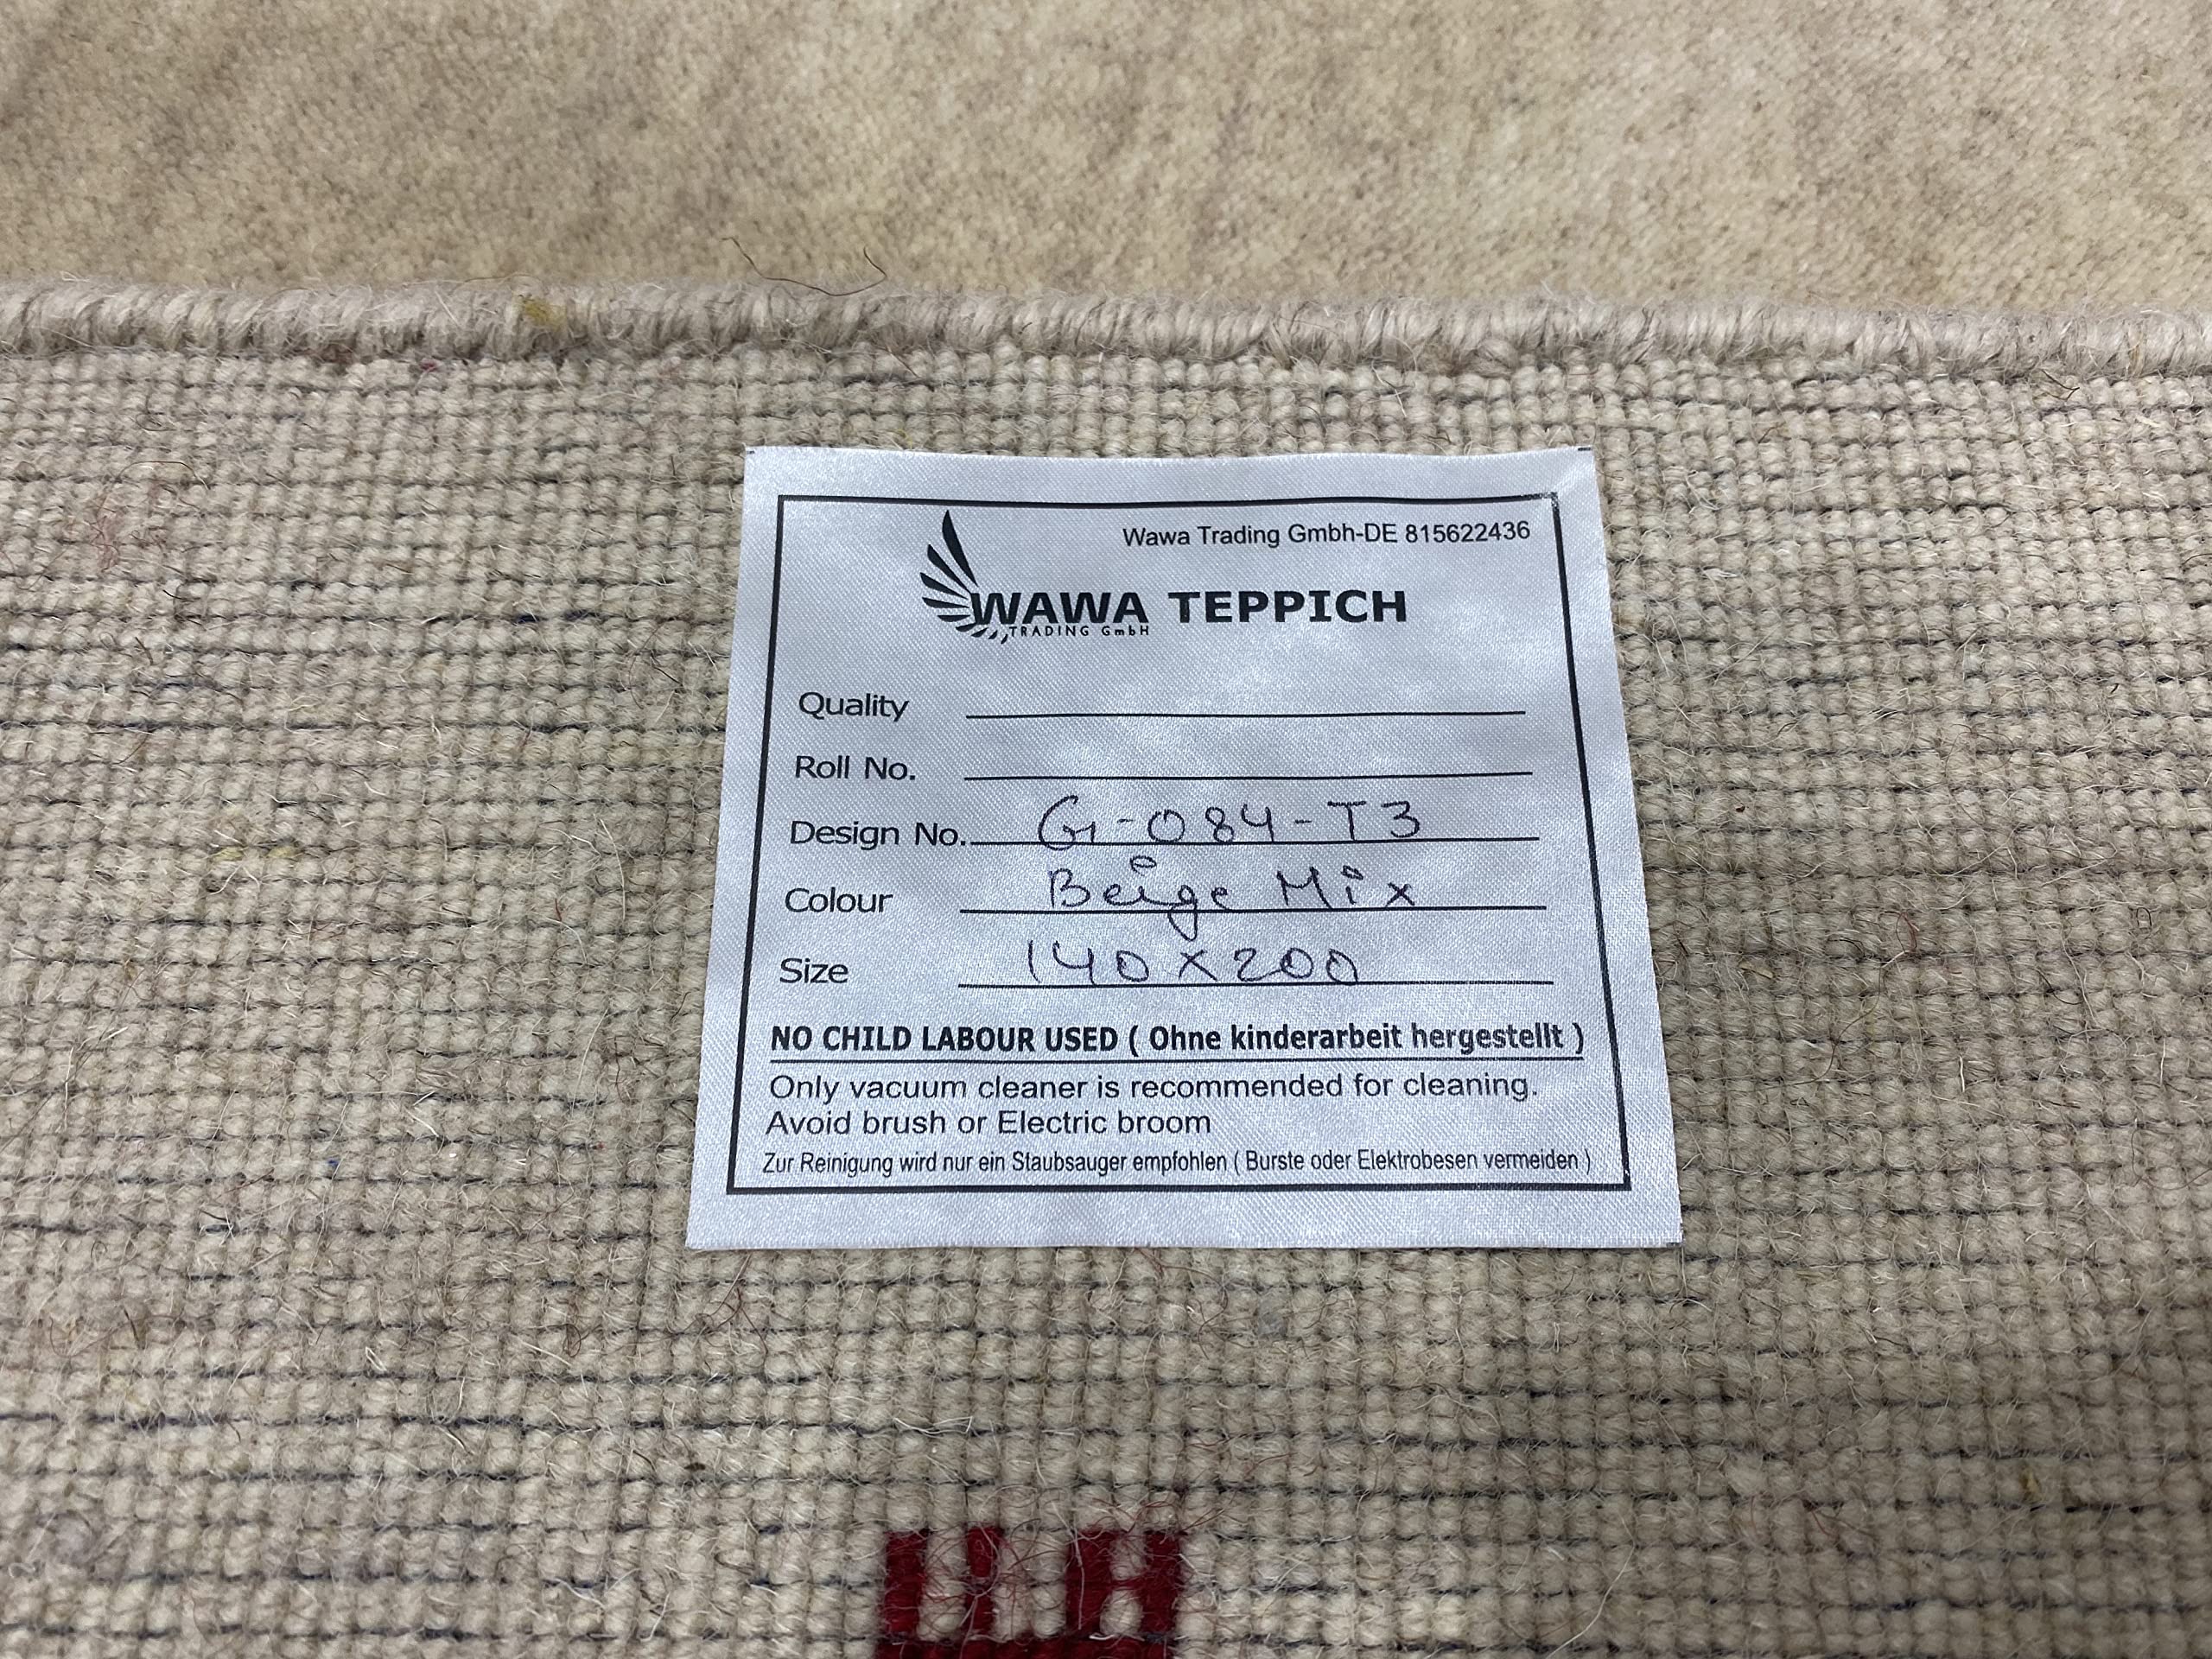 Wawa Trading Gmbh-DE 815622436
WAWA TEPPICH
TRADING GmbH
Quality
Roll No.
Design No. G-084-T3
Colour Beige Mix
Size 140x200
NO CHILD LABOUR USED ( Ohne kinderarbeit hergestellt )
Only vacuum cleaner is recommended for cleaning.
Avoid brush or Electric broom
Zur Reinigung wird nur ein Staubsauger empfohlen ( Burste oder Elektrobesen vermeiden )